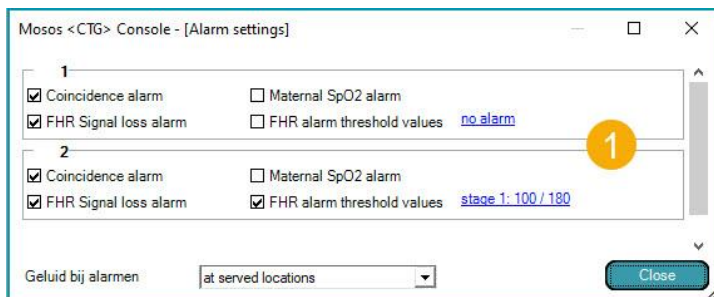 Mosos <CTG> Console - [Alarm settings]
1
Coincidence alarm Maternal SpO2 alarm
FHR Signal loss alarm FHR alarm threshold values no alarm
1
2
Coincidence alarm Maternal SpO2 alarm
FHR Signal loss alarm FHR alarm threshold values stage 1: 100 / 180
Geluid bij alarmen at served locations Close